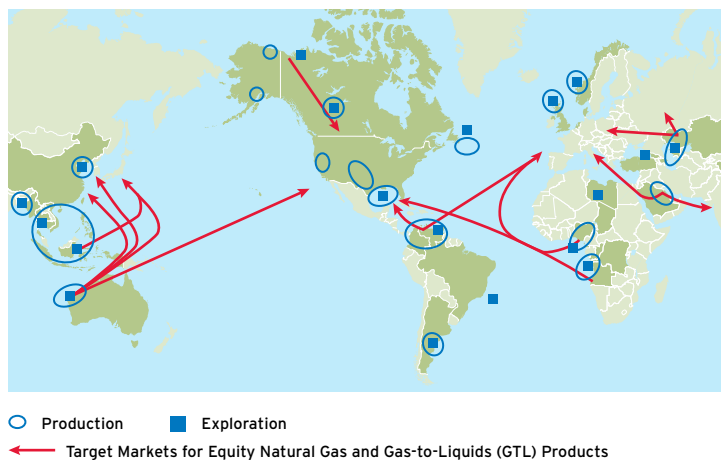 Production
Exploration
Target Markets for Equity Natural Gas and Gas-to-Liquids (GTL) Products